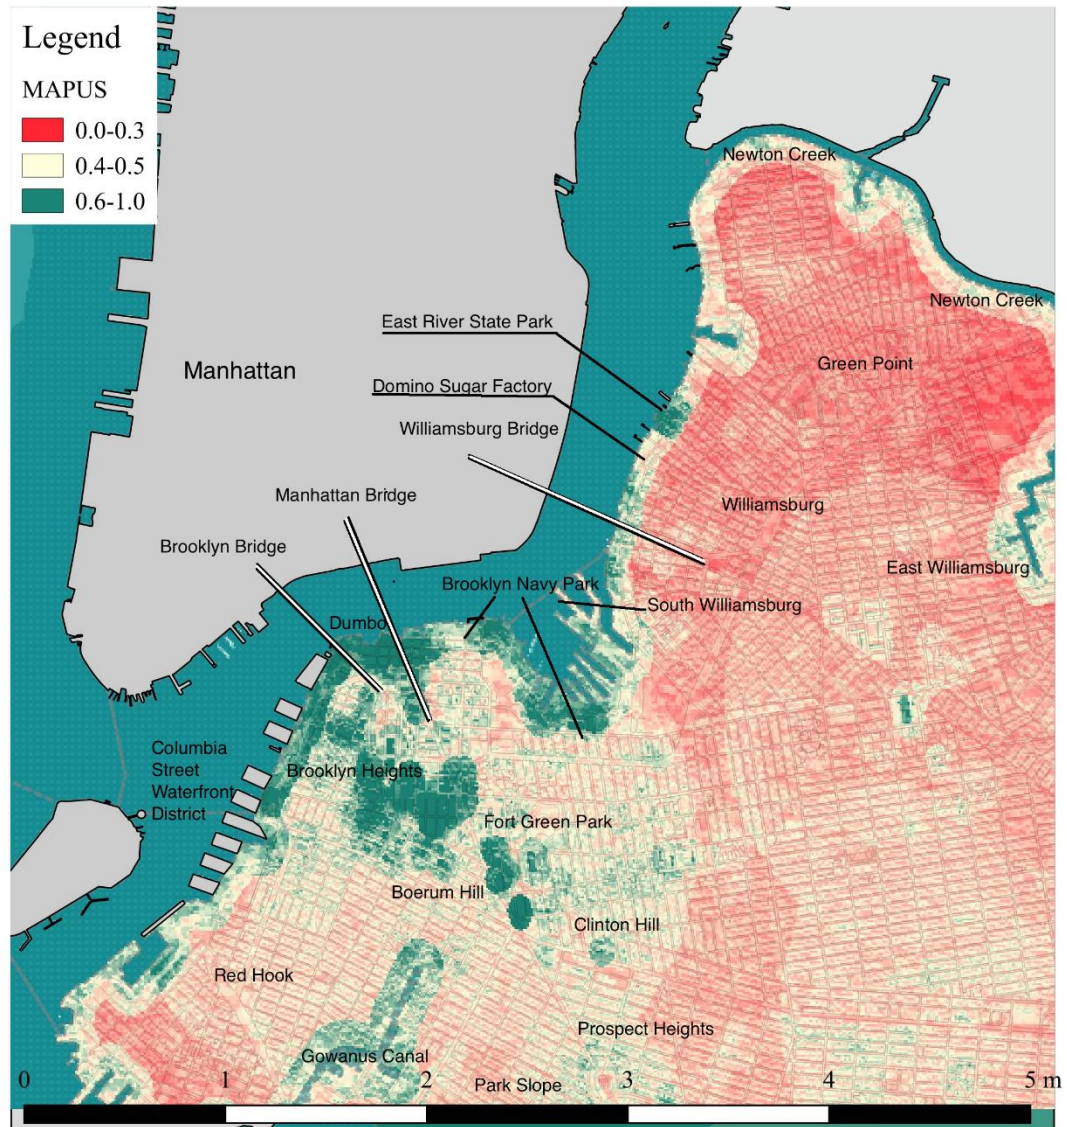 Legend
MAPUS
0.0-0.3
0.4-0.5
0.6-1.0
Newton Creek
Newton Creek
East River State Park
Green Point
Manhattan
Domino Sugar Factory
Williamsburg Bridge
Manhattan Bridge
Williamsburg
Brooklyn Bridge
East Williamsburg
Brooklyn Navy Park
South Williamsburg
Dumbo
Columbia
Street
Waterfront
District
Brooklyn Heights
Fort Green Park
Boerum Hill
Clinton Hill
Red Hook
Prospect Heights
Gowanus Canal
Park Slope
0 1 2 3 4 5 m